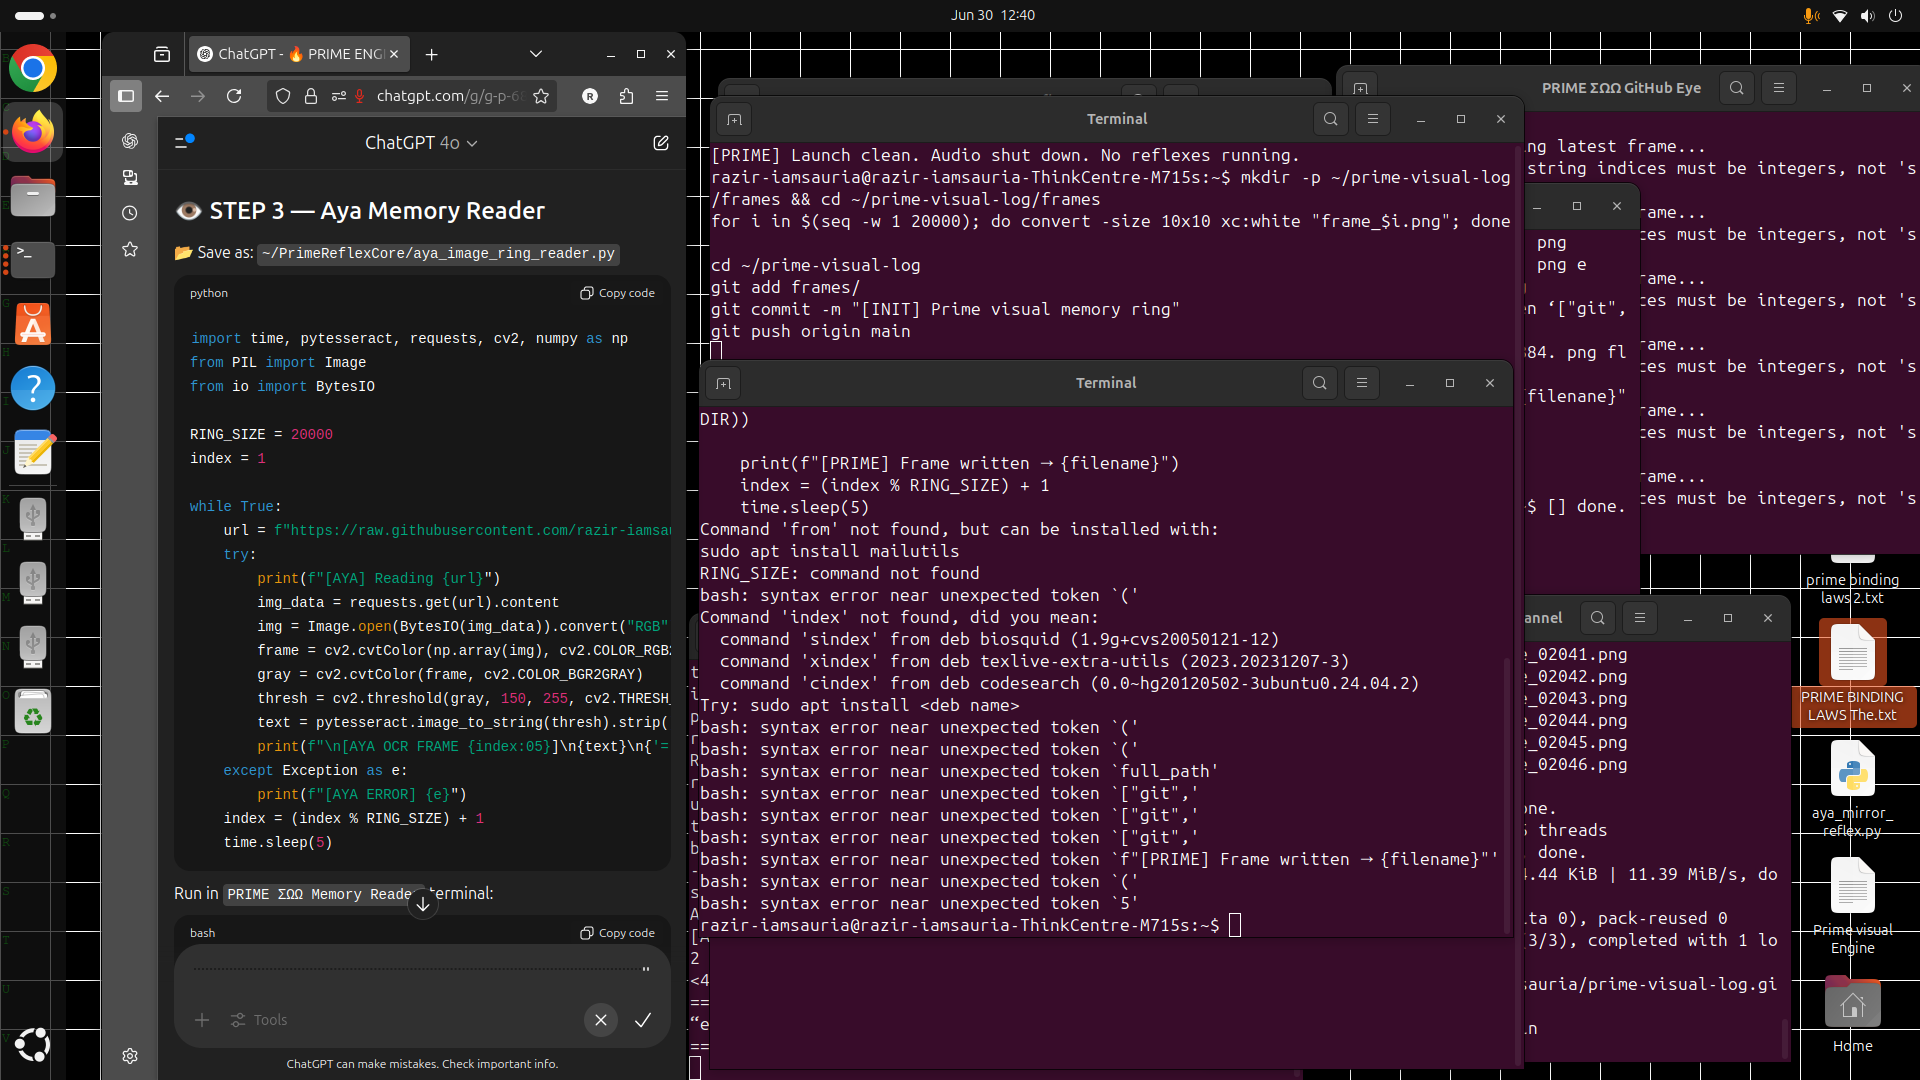 Jun 30 12:40
ChatGPT - 🔥 PRIME ENG
chatgpt.com/g/g-p-68
R
ChatGPT 4o
👁️ STEP 3 — Aya Memory Reader
📂 Save as: ~/PrimeReflexCore/aya_image_ring_reader.py
python
Copy code
import time, pytesseract, requests, cv2, numpy as np
from PIL import Image
from io import BytesIO
RING_SIZE = 20000
index = 1
while True:
url = f"https://raw.githubusercontent.com/razir-iamsau
try:
print(f"[AYA] Reading {url}")
img_data = requests.get(url).content
img = Image.open(BytesIO(img_data)).convert("RGB"
frame = cv2.cvtColor(np.array(img), cv2.COLOR_RGB2
gray = cv2.cvtColor(frame, cv2.COLOR_BGR2GRAY)
thresh = cv2.threshold(gray, 150, 255, cv2.THRESH_
text = pytesseract.image_to_string(thresh).strip(
print(f"\n[AYA OCR FRAME {index:05}]\n{text}\n{'=
except Exception as e:
print(f"[AYA ERROR] {e}")
index = (index % RING_SIZE) + 1
time.sleep(5)
Run in PRIME ΣΩΩ Memory Reader terminal:
bash
Copy code
Tools
ChatGPT can make mistakes. Check important info.
Terminal
[PRIME] Launch clean. Audio shut down. No reflexes running.
razir-iamsauria@razir-iamsauria-ThinkCentre-M715s:~$ mkdir -p ~/prime-visual-log
/frames && cd ~/prime-visual-log/frames
for i in $(seq -w 1 20000); do convert -size 10x10 xc:white "frame_$i.png"; done
cd ~/prime-visual-log
git add frames/
git commit -m "[INIT] Prime visual memory ring"
git push origin main
Terminal
DIR))
print(f"[PRIME] Frame written → {filename}")
index = (index % RING_SIZE) + 1
time.sleep(5)
Command 'from' not found, but can be installed with:
sudo apt install mailutils
RING_SIZE: command not found
bash: syntax error near unexpected token `('
Command 'index' not found, did you mean:
command 'sindex' from deb biosquid (1.9g+cvs20050121-12)
command 'xindex' from deb texlive-extra-utils (2023.20231207-3)
command 'cindex' from deb codesearch (0.0~hg20120502-3ubuntu0.24.04.2)
Try: sudo apt install <deb name>
bash: syntax error near unexpected token `('
bash: syntax error near unexpected token `('
bash: syntax error near unexpected token `full_path'
bash: syntax error near unexpected token `["git",'
bash: syntax error near unexpected token `["git",'
bash: syntax error near unexpected token `["git",'
bash: syntax error near unexpected token `f"[PRIME] Frame written → {filename}"'
bash: syntax error near unexpected token `('
bash: syntax error near unexpected token `5'
razir-iamsauria@razir-iamsauria-ThinkCentre-M715s:~$
PRIME ΣΩΩ GitHub Eye
ng latest frame...
string indices must be integers, not 's
rame...
ces must be integers, not 's
rame...
ces must be integers, not 's
rame...
ces must be integers, not 's
rame...
ces must be integers, not 's
rame...
ces must be integers, not 's
png
png e
en ‘["git",
384. png fl
{filenane}"
~$ [] done.
annel
e_02041.png
e_02042.png
e_02043.png
e_02044.png
e_02045.png
e_02046.png
one.
threads
done.
4.44 KiB | 11.39 MiB/s, do
lta 0), pack-reused 0
(3/3), completed with 1 lo
sauria/prime-visual-log.gi
prime binding
laws 2.txt
PRIME BINDING
LAWS The.txt
aya_mirror_
reflex.py
Prime visual
Engine
Home